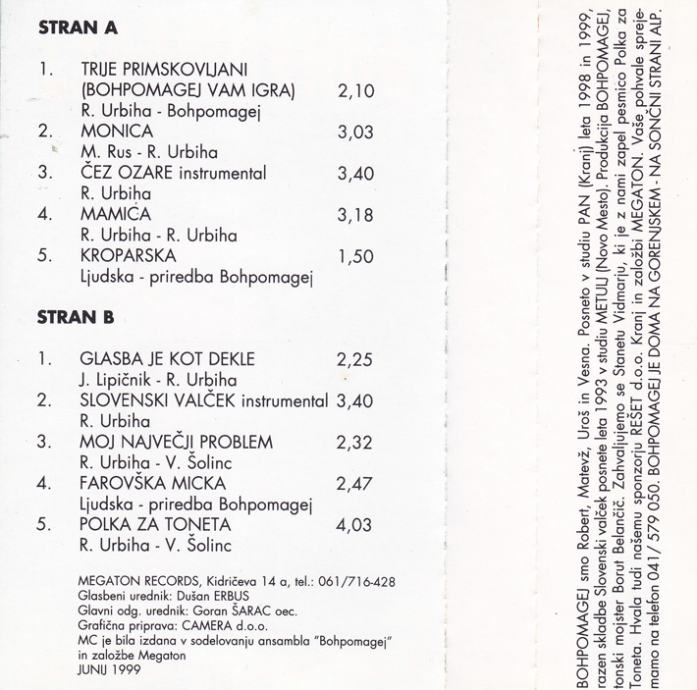 STRAN A
1. TRIJE PRIMSKOVLJANI
(BOHPOMAGEJ VAM IGRA) 2,10
R. Urbiha - Bohpomagej
2. MONICA 3,03
M. Rus - R. Urbiha
3. ČEZ OZARE instrumental 3,40
R. Urbiha
4. MAMICA 3,18
R. Urbiha - R. Urbiha
5. KROPARSKA 1,50
Ljudska - priredba Bohpomagej
STRAN B
1. GLASBA JE KOT DEKLE 2,25
J. Lipičnik - R. Urbiha
2. SLOVENSKI VALČEK instrumental 3,40
R. Urbiha
3. MOJ NAJVEČJI PROBLEM 2,32
R. Urbiha - V. Šolinc
4. FAROVŠKA MICKA 2,47
Ljudska - priredba Bohpomagej
5. POLKA ZA TONETA 4,03
R. Urbiha - V. Šolinc
MEGATON RECORDS, Kidričeva 14 a, tel.: 061/716-428
Glasbeni urednik: Dušan ERBUS
Glavni odg. urednik: Goran ŠARAC oec.
Grafična priprava: CAMERA d.o.o.
MC je bila izdana v sodelovanju ansambla "Bohpomagej"
in založbe Megaton
JUNIJ 1999
BOHPOMAGEJ smo Robert, Matevž, Uroš in Vesna. Posneto v studiu PAN (Kranj) leta 1998 in 1999,
razen skladbe Slovenski valček posnete leta 1993 v studiu METULJ (Novo Mesto). Produkcija BOHPOMAGEJ,
tonski mojster Borut Belančič. Zahvaljujemo se Stanetu Vidmarju, ki je z nami zapel pesmico Polka za
Toneta. Hvala tudi našemu sponzorju REŠET d.o.o. Kranj in založbi MEGATON. Vaše pohvale spreje-
mamo na telefon 041/ 579 050. BOHPOMAGEJ JE DOMA NA GORENJSKEM - NA SONČNI STRANI ALP.